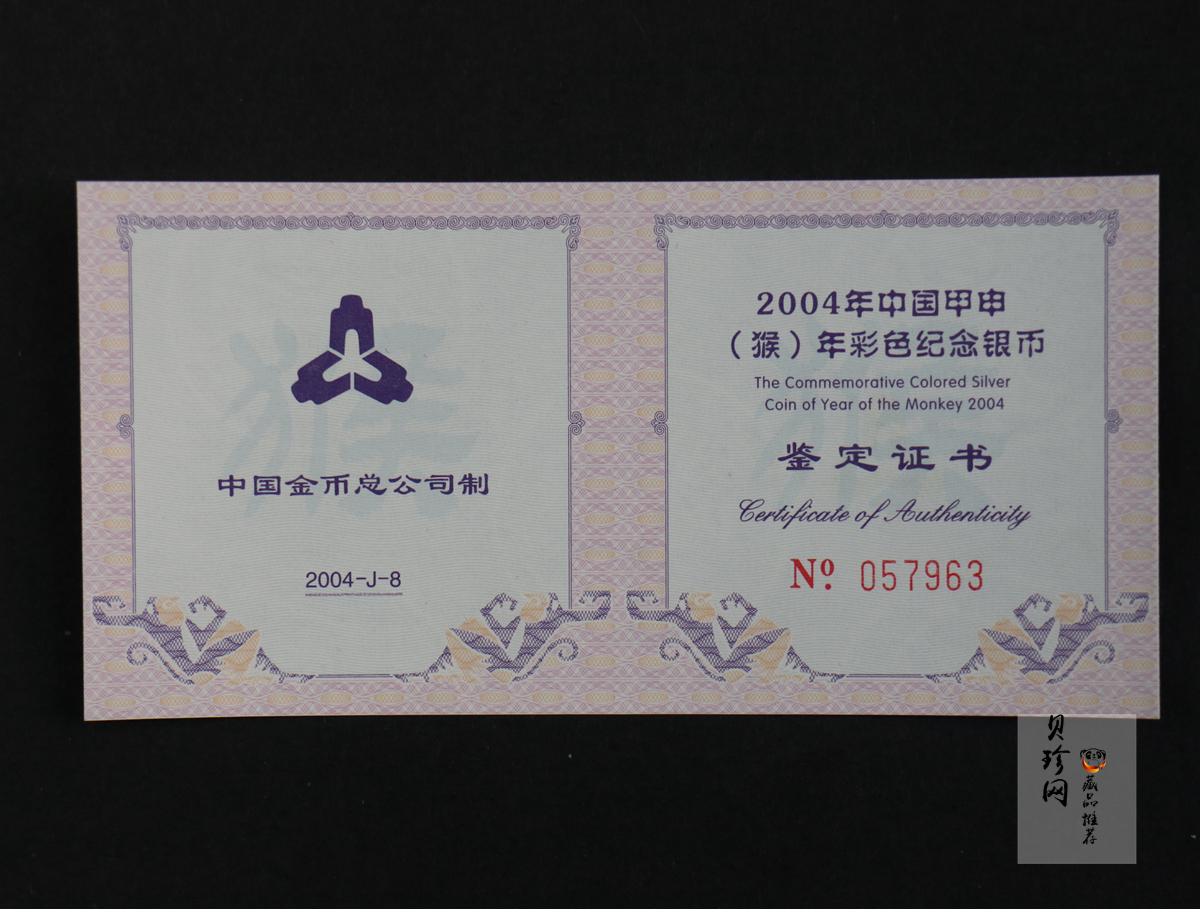 中国金币总公司制
2004-J-8
2004年中国甲申
（猴）年彩色纪念银币
The Commemorative Colored Silver
Coin of Year of the Monkey 2004
鉴定证书
Certificate of Authenticity
Nº. 057963
贝珍网
藏品推荐